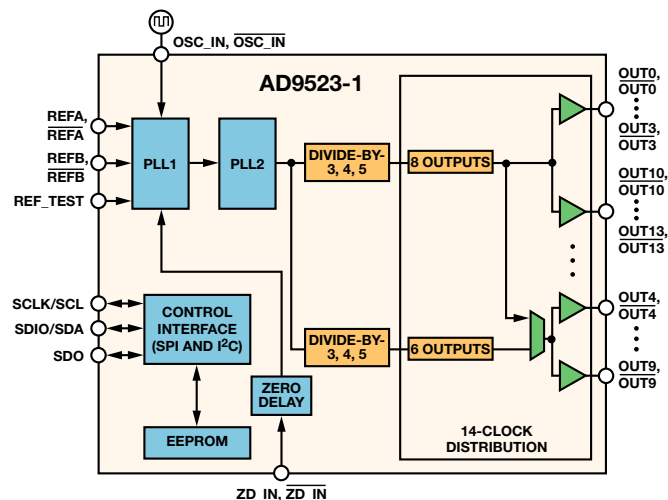 OSC_IN, OSC_IN
AD9523-1
REFA,
REFA
REFB,
REFB
REF_TEST
PLL1
PLL2
DIVIDE-BY-
3, 4, 5
8 OUTPUTS
OUT0,
OUT0
OUT3,
OUT3
OUT10,
OUT10
OUT13,
OUT13
SCLK/SCL
SDIO/SDA
SDO
CONTROL
INTERFACE
(SPI AND I²C)
DIVIDE-BY-
3, 4, 5
6 OUTPUTS
OUT4,
OUT4
OUT9,
OUT9
ZERO
DELAY
EEPROM
14-CLOCK
DISTRIBUTION
ZD_IN, ZD_IN